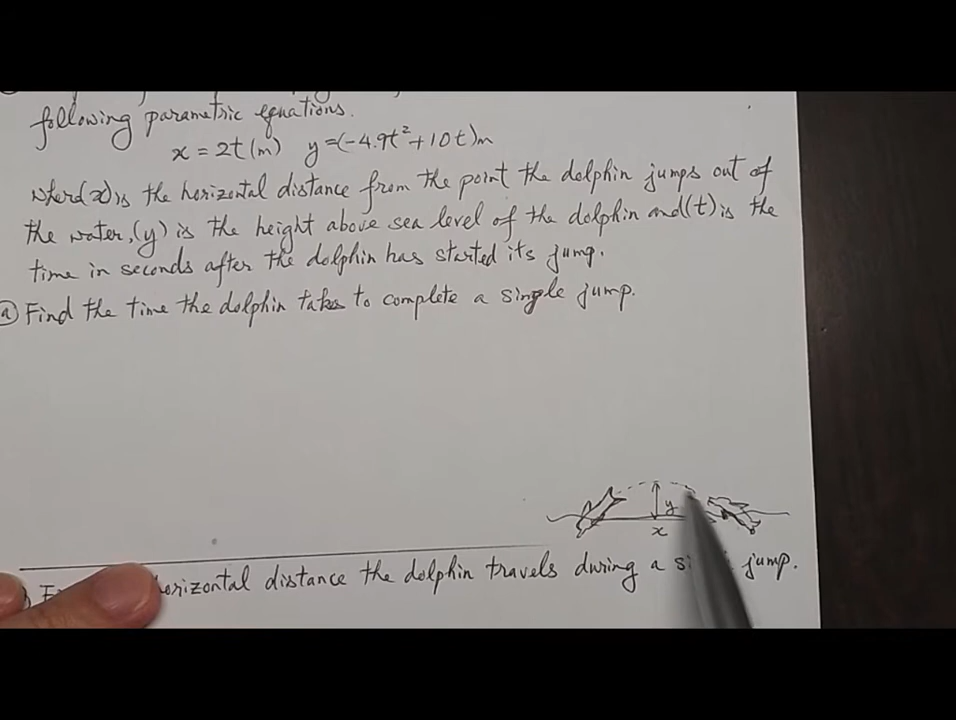 following parametric equations.
x = 2t (m) y = (-4.9t² + 10t) m
wher (x) is the horizontal distance from the point the dolphin jumps out of
the water, (y) is the height above sea level of the dolphin and (t) is the
time in seconds after the dolphin has started its jump.
(a) Find the time the dolphin takes to complete a single jump.
y
x
horizontal distance the dolphin travels during a jump.